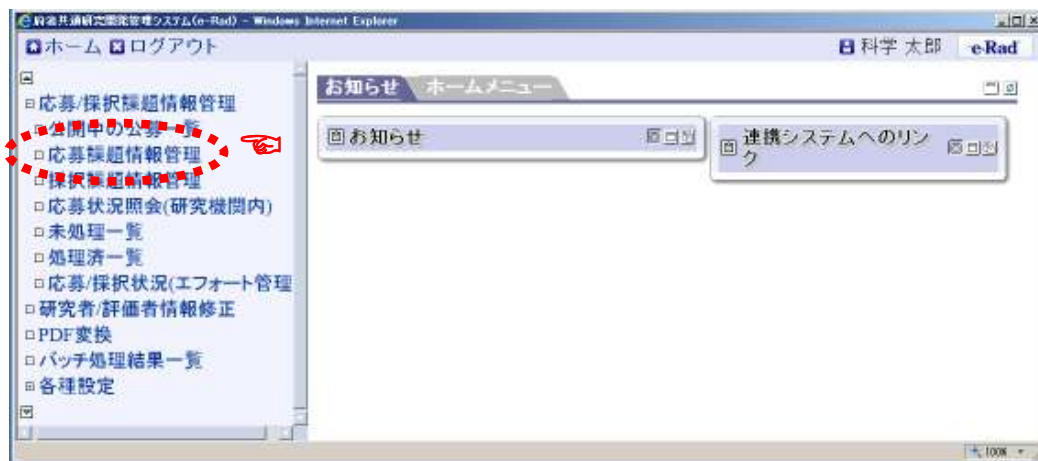 府省共通研究開発管理システム(e-Rad) - Windows Internet Explorer
ホーム ログアウト
科学 太郎 e-Rad
応募/採択課題情報管理
公開中の公募一覧
応募課題情報管理
採択課題情報管理
応募状況照会(研究機関内)
未処理一覧
処理済一覧
応募/採択状況(エフォート管理
研究者/評価者情報修正
PDF変換
バッチ処理結果一覧
各種設定
お知らせ ホームメニュー
お知らせ
連携システムへのリン
ク
100%